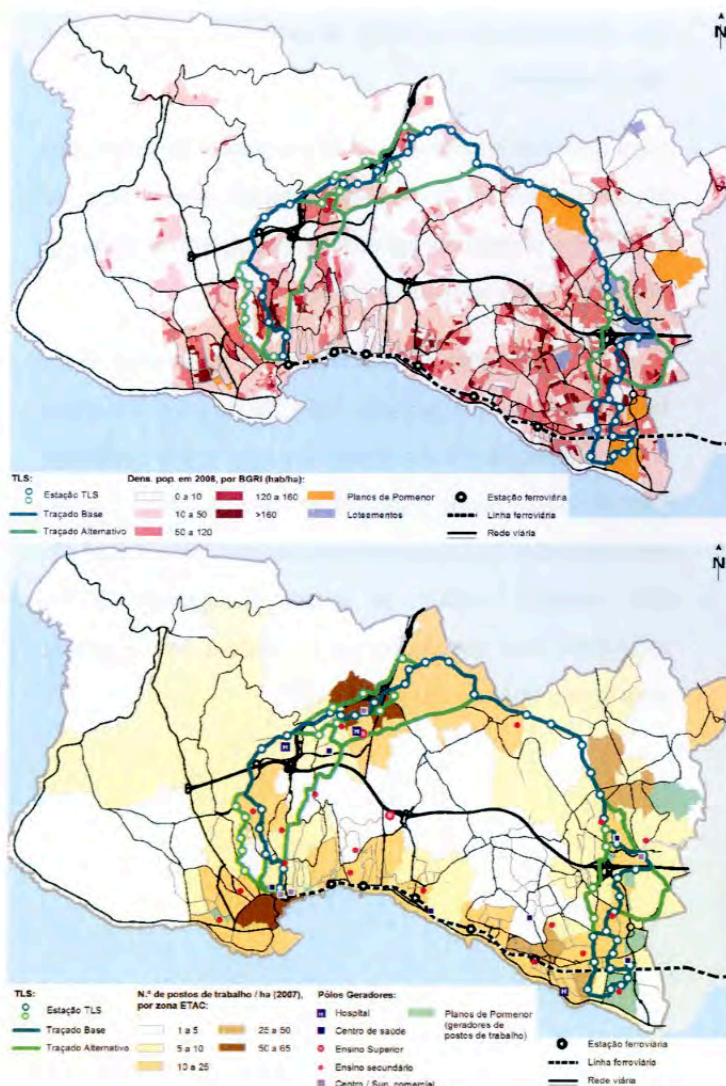 N
TLS:
Estação TLS
Traçado Base
Traçado Alternativo
Dens. pop. em 2008, por BGRI (hab/ha):
0 a 10
10 a 50
50 a 120
120 a 160
>160
Planos de Pormenor
Loteamentos
Estação ferroviária
Linha ferroviária
Rede viária
N
H
H
H
TLS:
Estação TLS
Traçado Base
Traçado Alternativo
N.º de postos de trabalho / ha (2007),
por zona ETAC:
1 a 5
5 a 10
10 a 25
25 a 50
50 a 65
Pólos Geradores:
H Hospital
Centro de saúde
Ensino Superior
Ensino secundário
Centro / Sup. comercial
Planos de Pormenor
(geradores de
postos de trabalho)
Estação ferroviária
Linha ferroviária
Rede viária